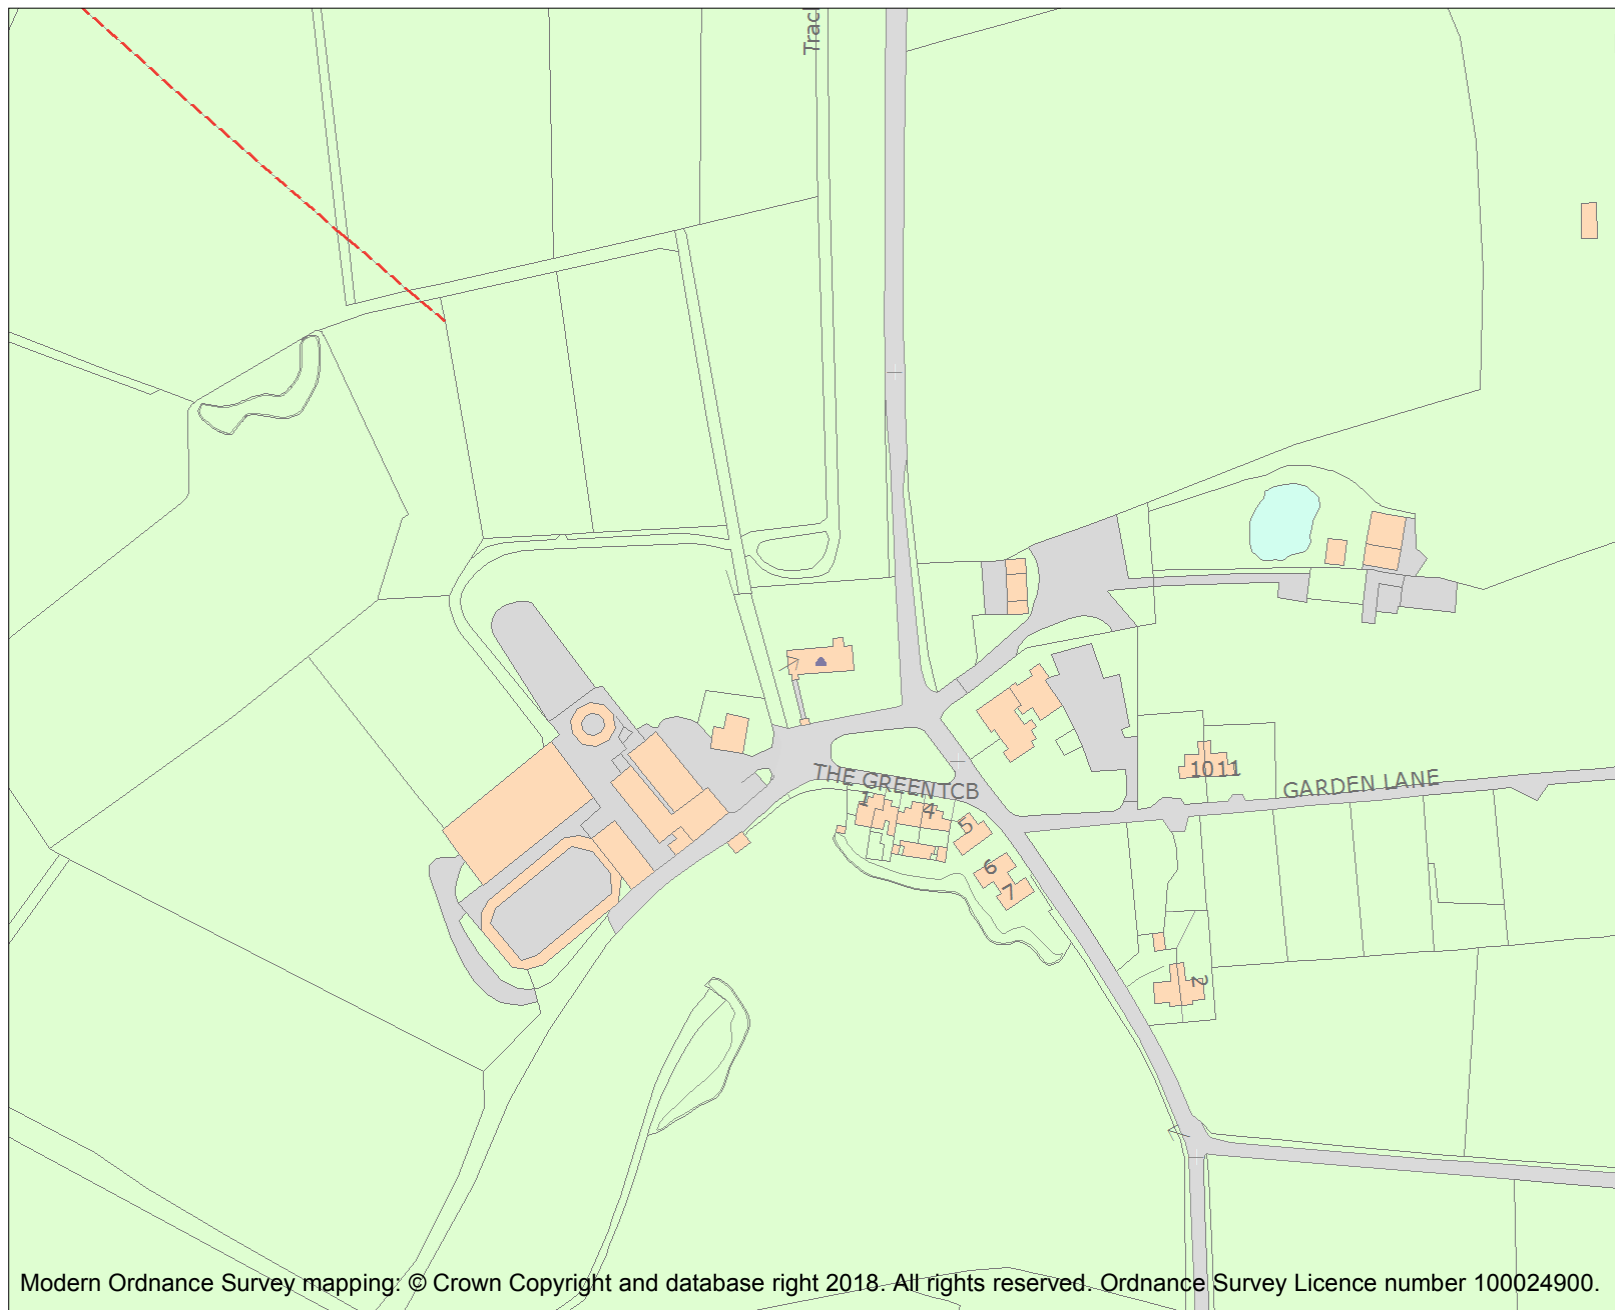 Trac
THE GREEN
TCB
1
4
5
6
7
10
11
GARDEN LANE
2
Modern Ordnance Survey mapping: © Crown Copyright and database right 2018. All rights reserved. Ordnance Survey Licence number 100024900.